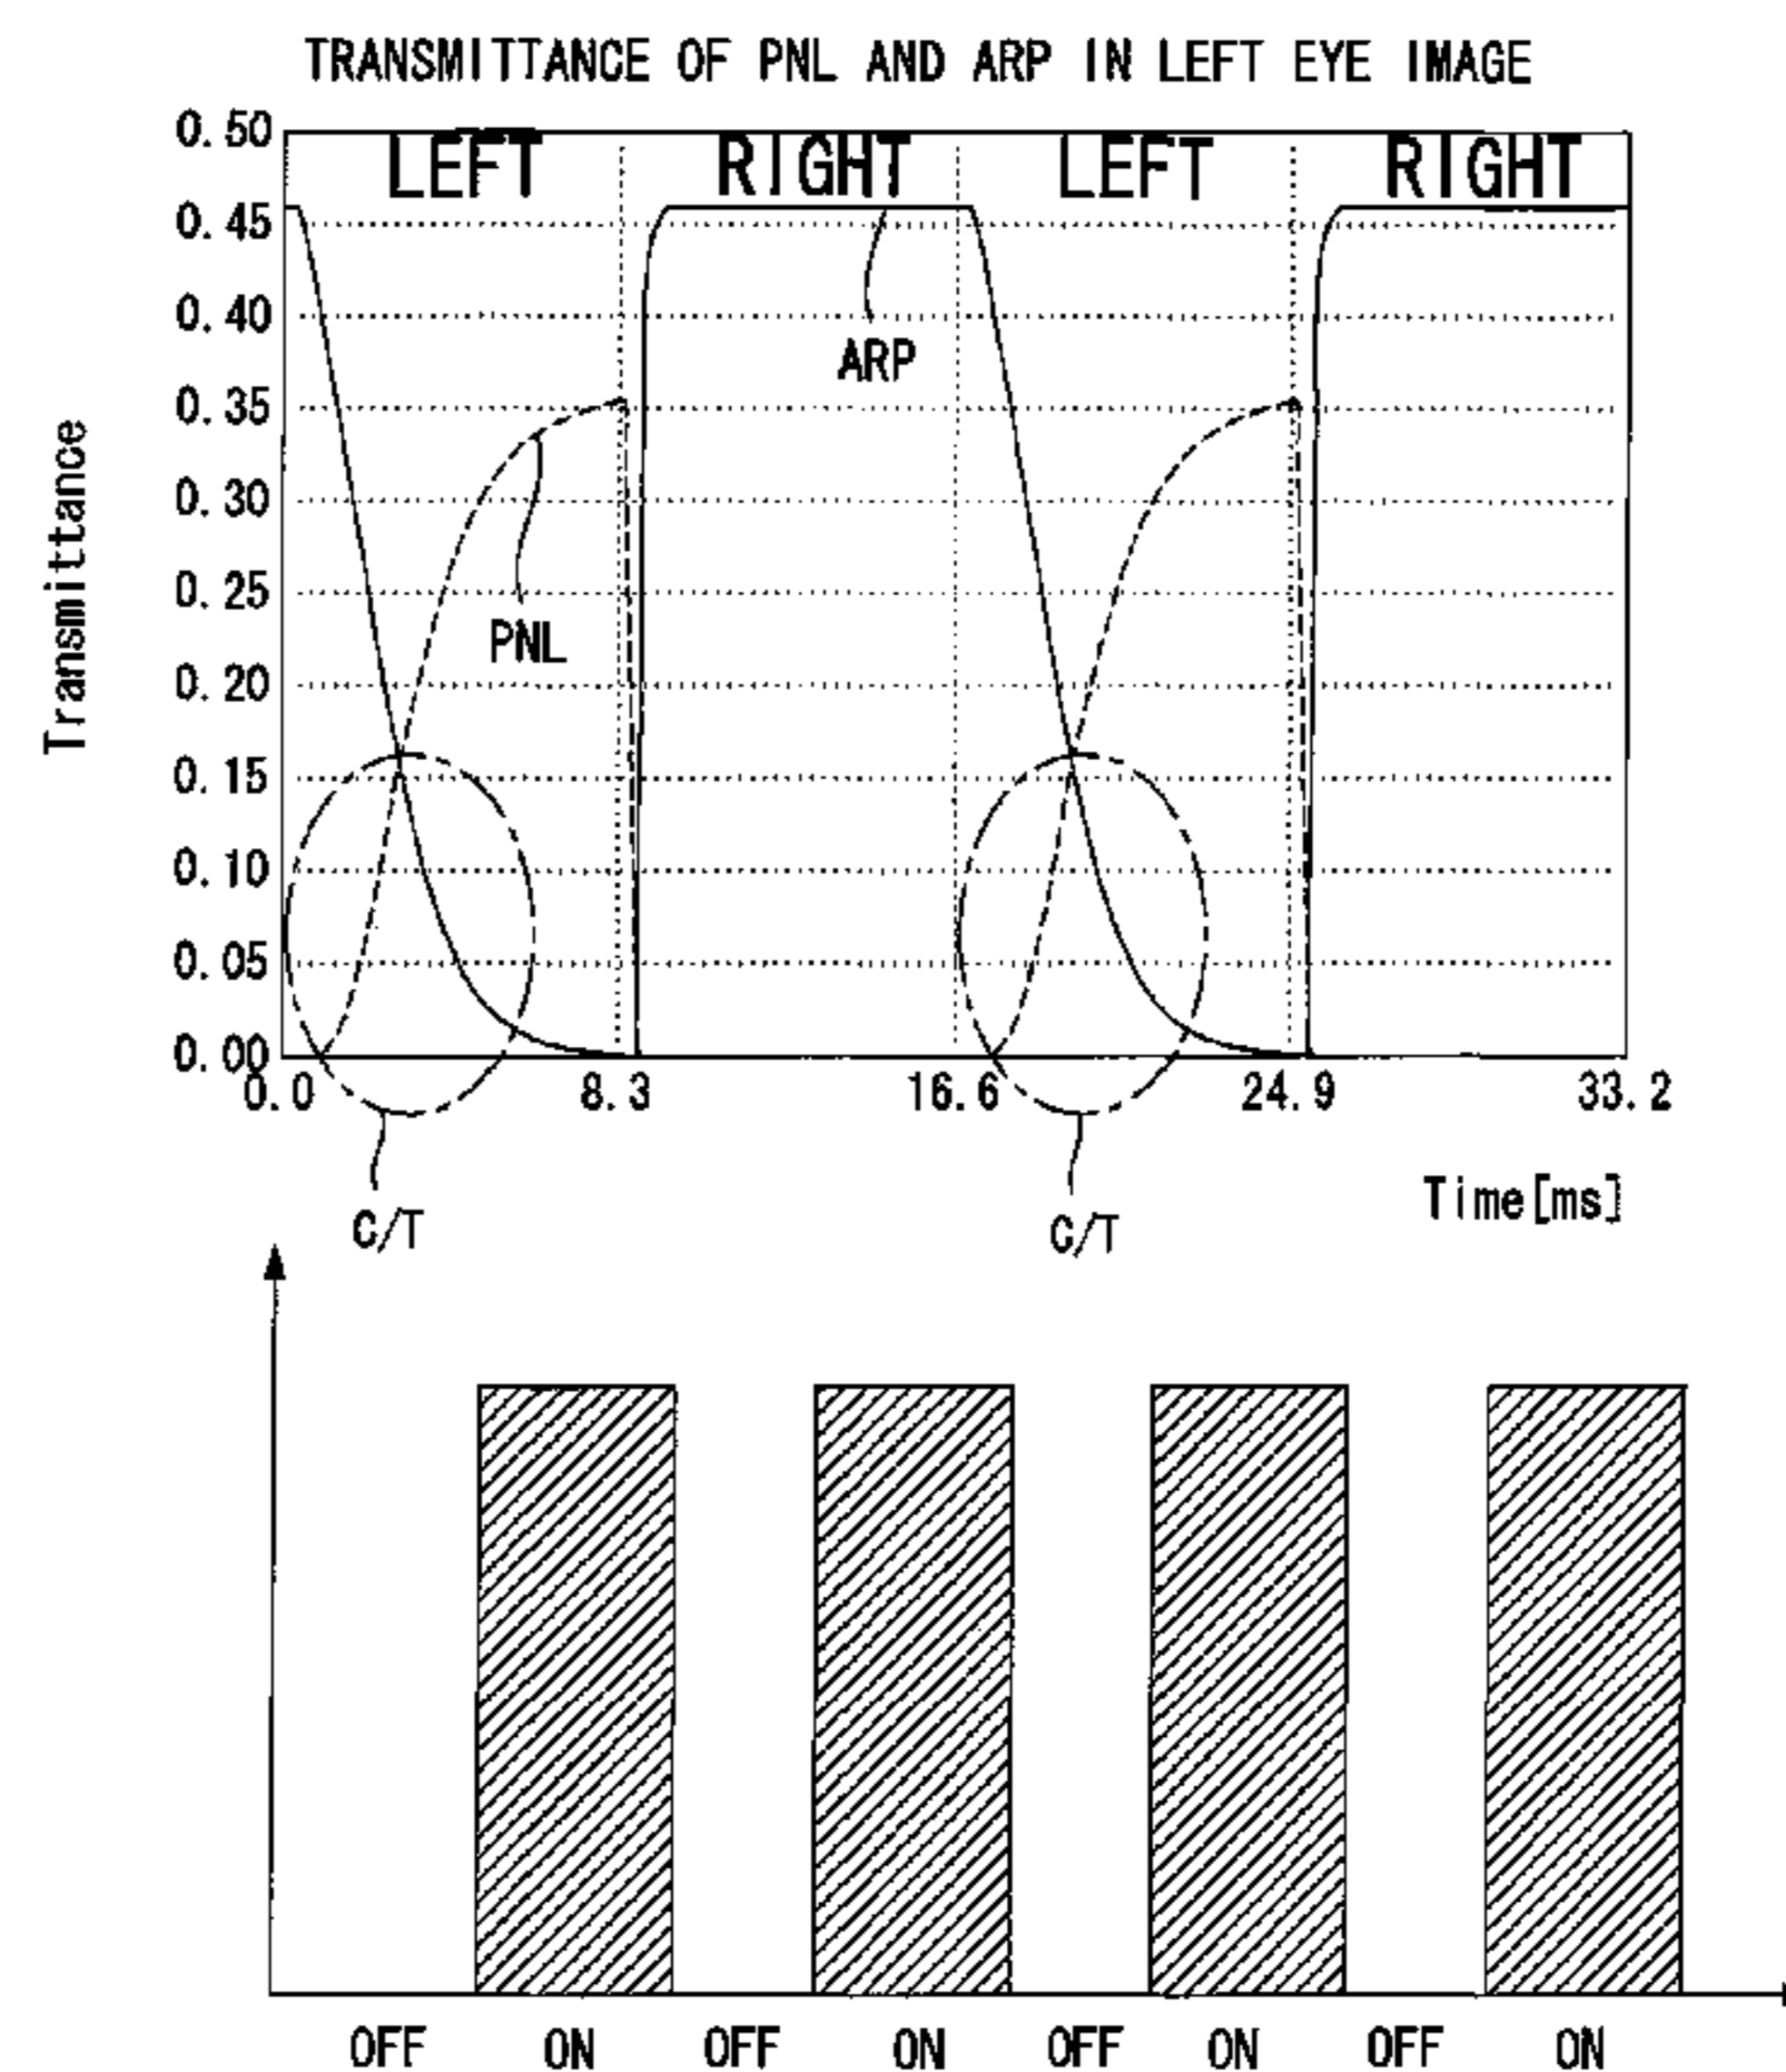 TRANSMITTANCE OF PNL AND ARP IN LEFT EYE IMAGE
0.50
LEFT RIGHT LEFT RIGHT
0.45
0.40
ARP
0.35
0.30
0.25
PNL
0.20
0.15
0.10
0.05
0.00
Transmittance
0.0 8.3 16.6 24.9 33.2
Time[ms]
C/T C/T
OFF ON OFF ON OFF ON OFF ON